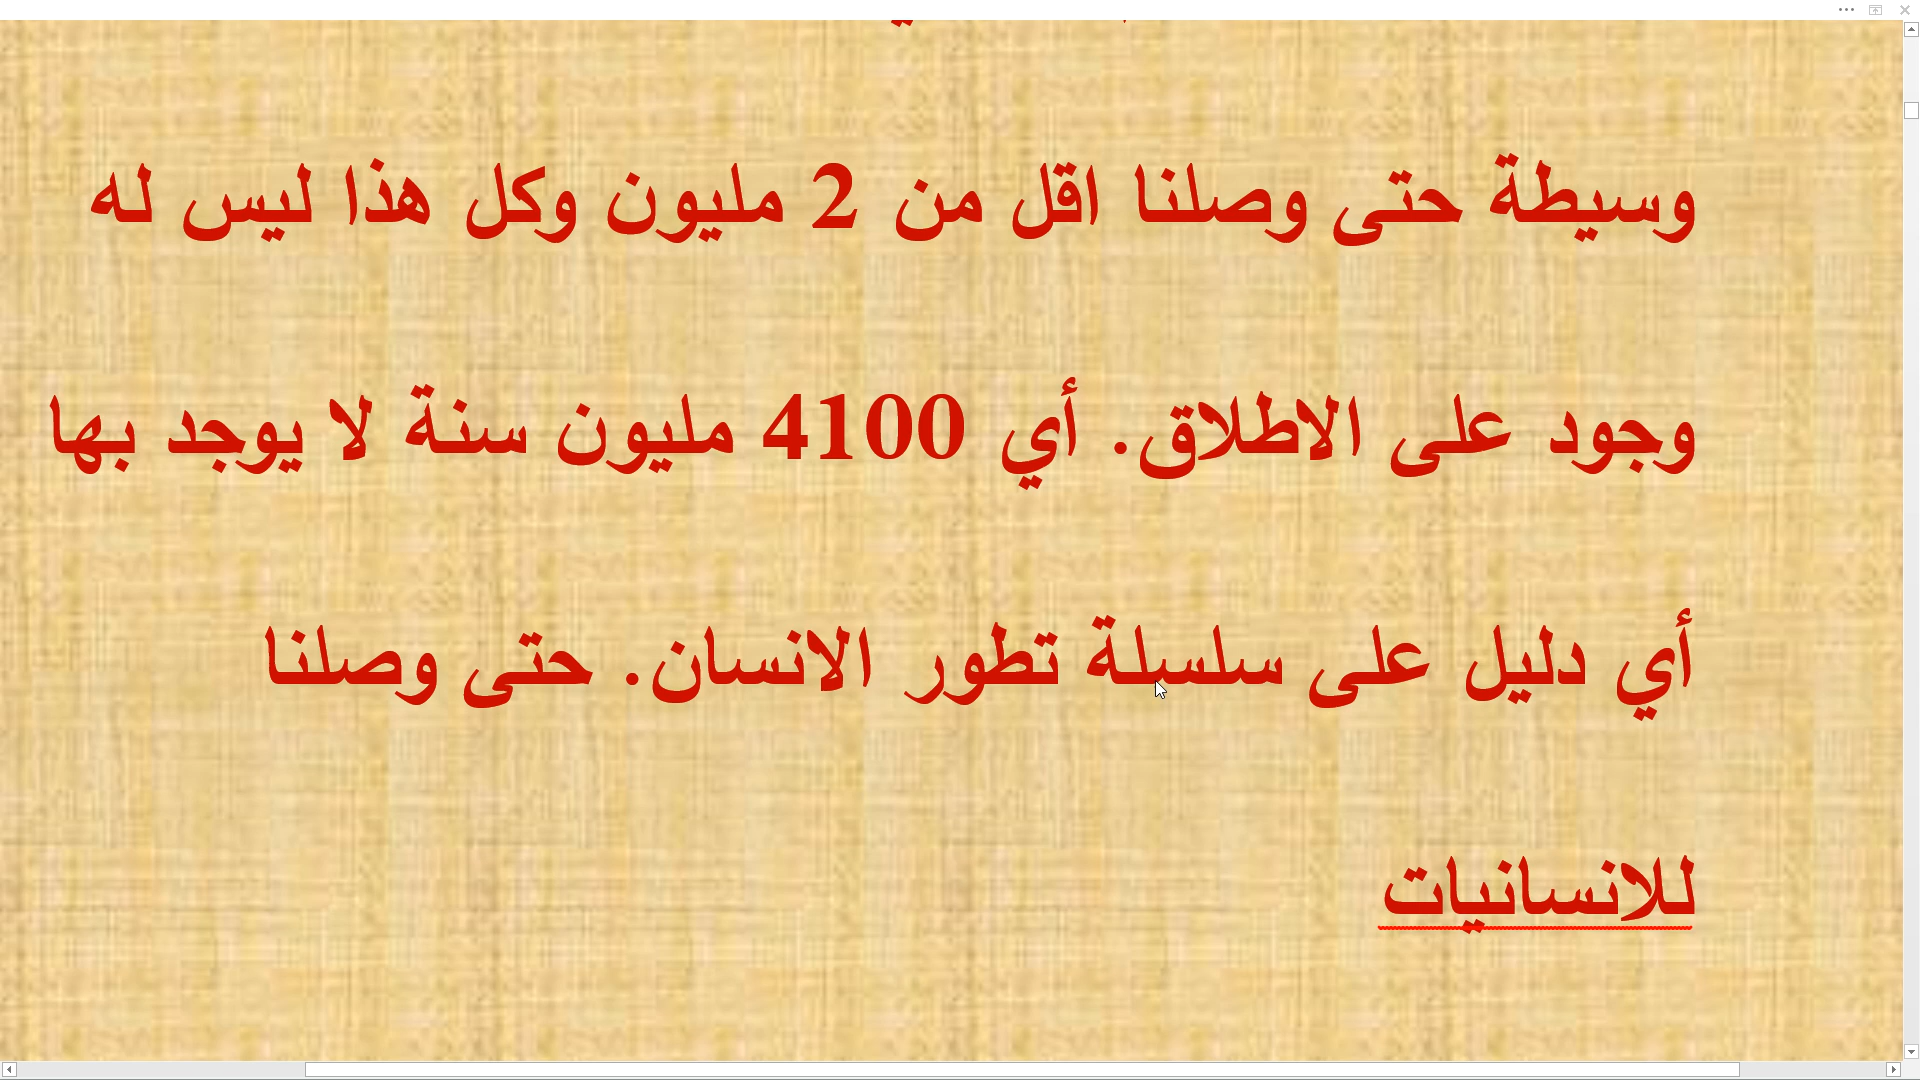 وسيطة حتى وصلنا اقل من 2 مليون وكل هذا ليس له
وجود على الاطلاق. أي 4100 مليون سنة لا يوجد بها
أي دليل على سلسلة تطور الانسان. حتى وصلنا
للانسانيات